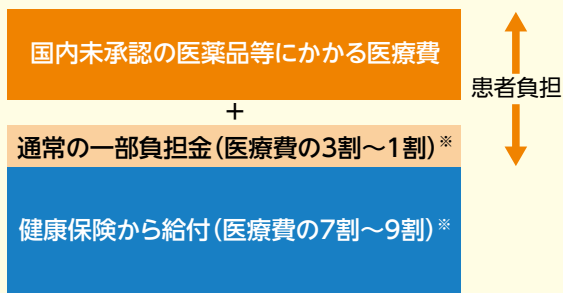 国内未承認の医薬品等にかかる医療費
患者負担
＋
通常の一部負担金(医療費の3割～1割)※
健康保険から給付(医療費の7割～9割)※